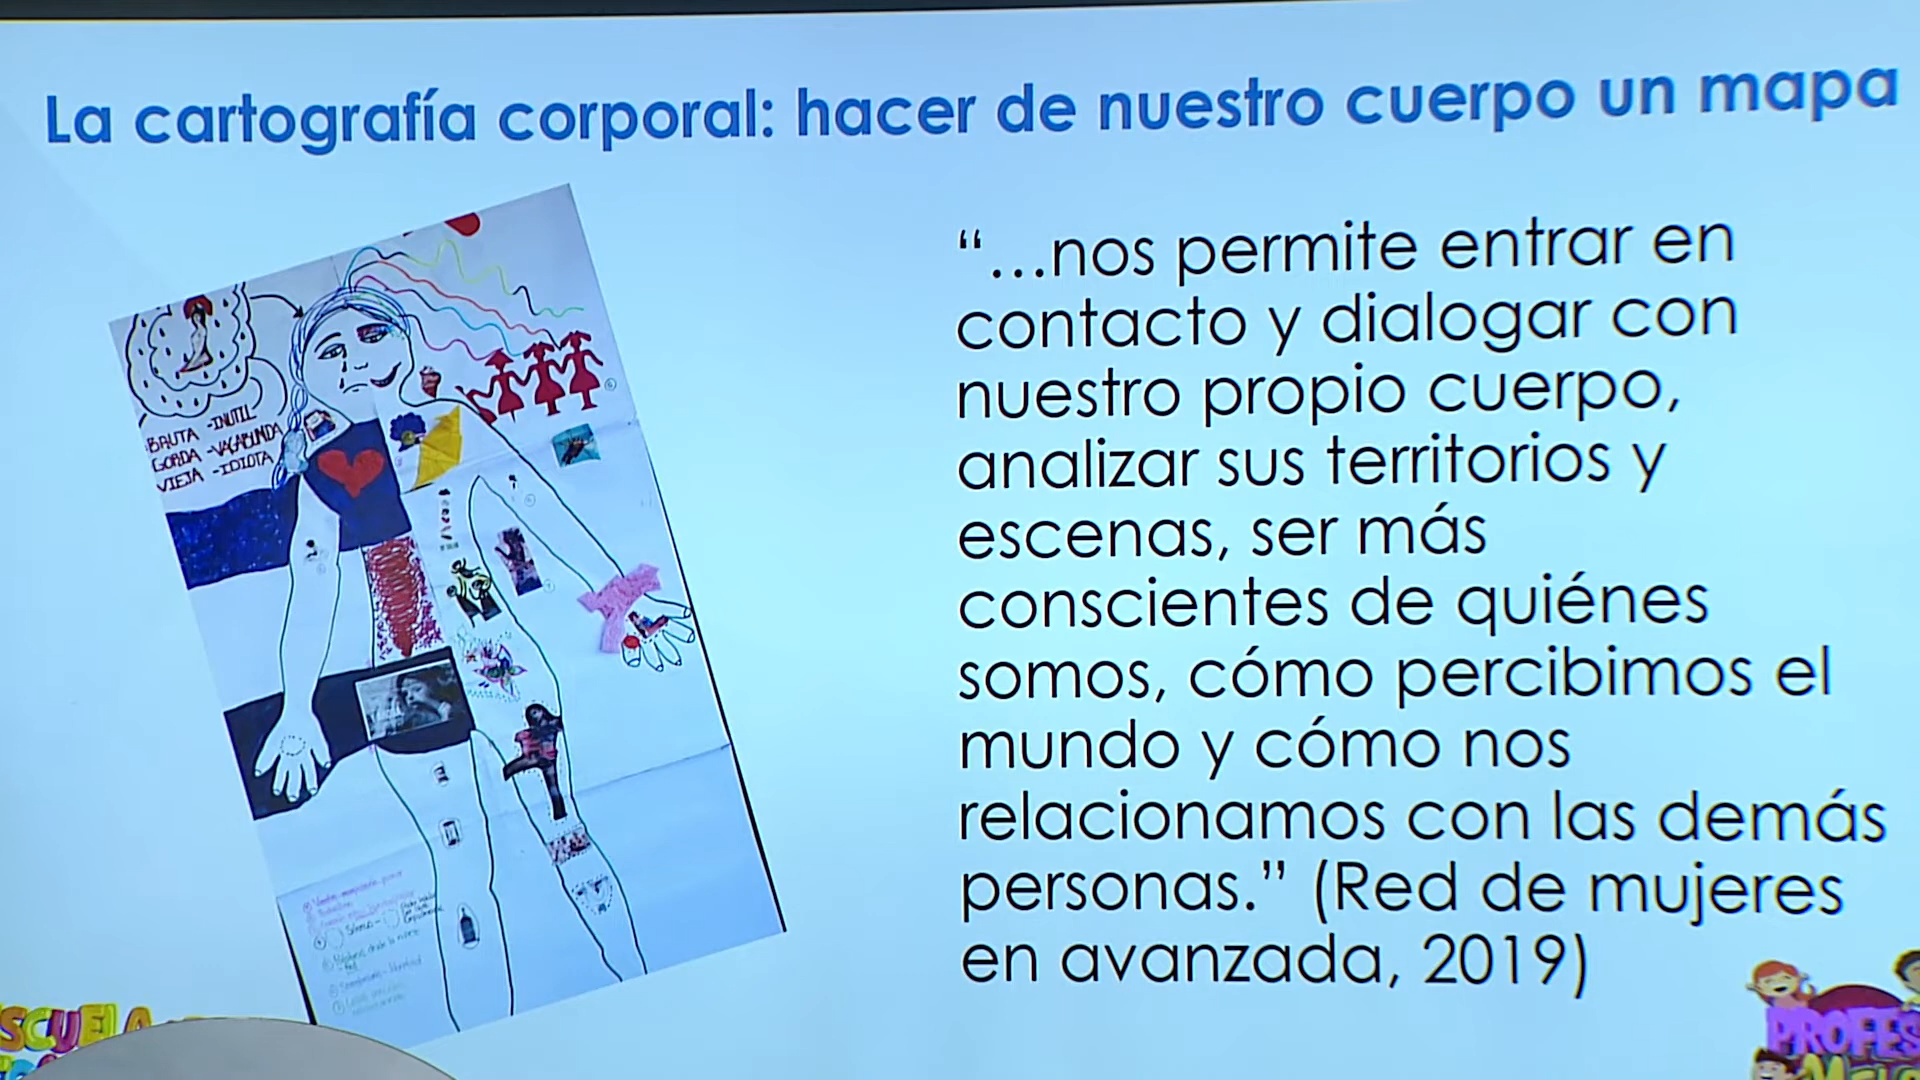 La cartografía corporal: hacer de nuestro cuerpo un mapa
BRUTA -INUTIL
GORDA -VAGABUNDA
VIEJA -IDIOTA
“...nos permite entrar en
contacto y dialogar con
nuestro propio cuerpo,
analizar sus territorios y
escenas, ser más
conscientes de quiénes
somos, cómo percibimos el
mundo y cómo nos
relacionamos con las demás
personas.” (Red de mujeres
en avanzada, 2019)
SCUELA
PROFES